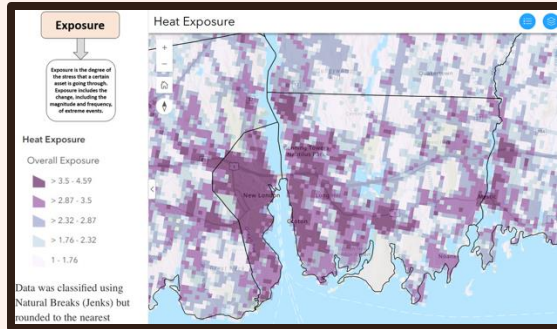 Exposure
Exposure is the degree of
the stress that a certain
asset is going through.
Exposure includes the
change, including the
magnitude and frequency,
of extreme events.
Heat Exposure
Overall Exposure
> 3.5 - 4.59
> 2.87 - 3.5
> 2.32 - 2.87
> 1.76 - 2.32
1 - 1.76
Data was classified using
Natural Breaks (Jenks) but
rounded to the nearest
Heat Exposure
New London
Groton